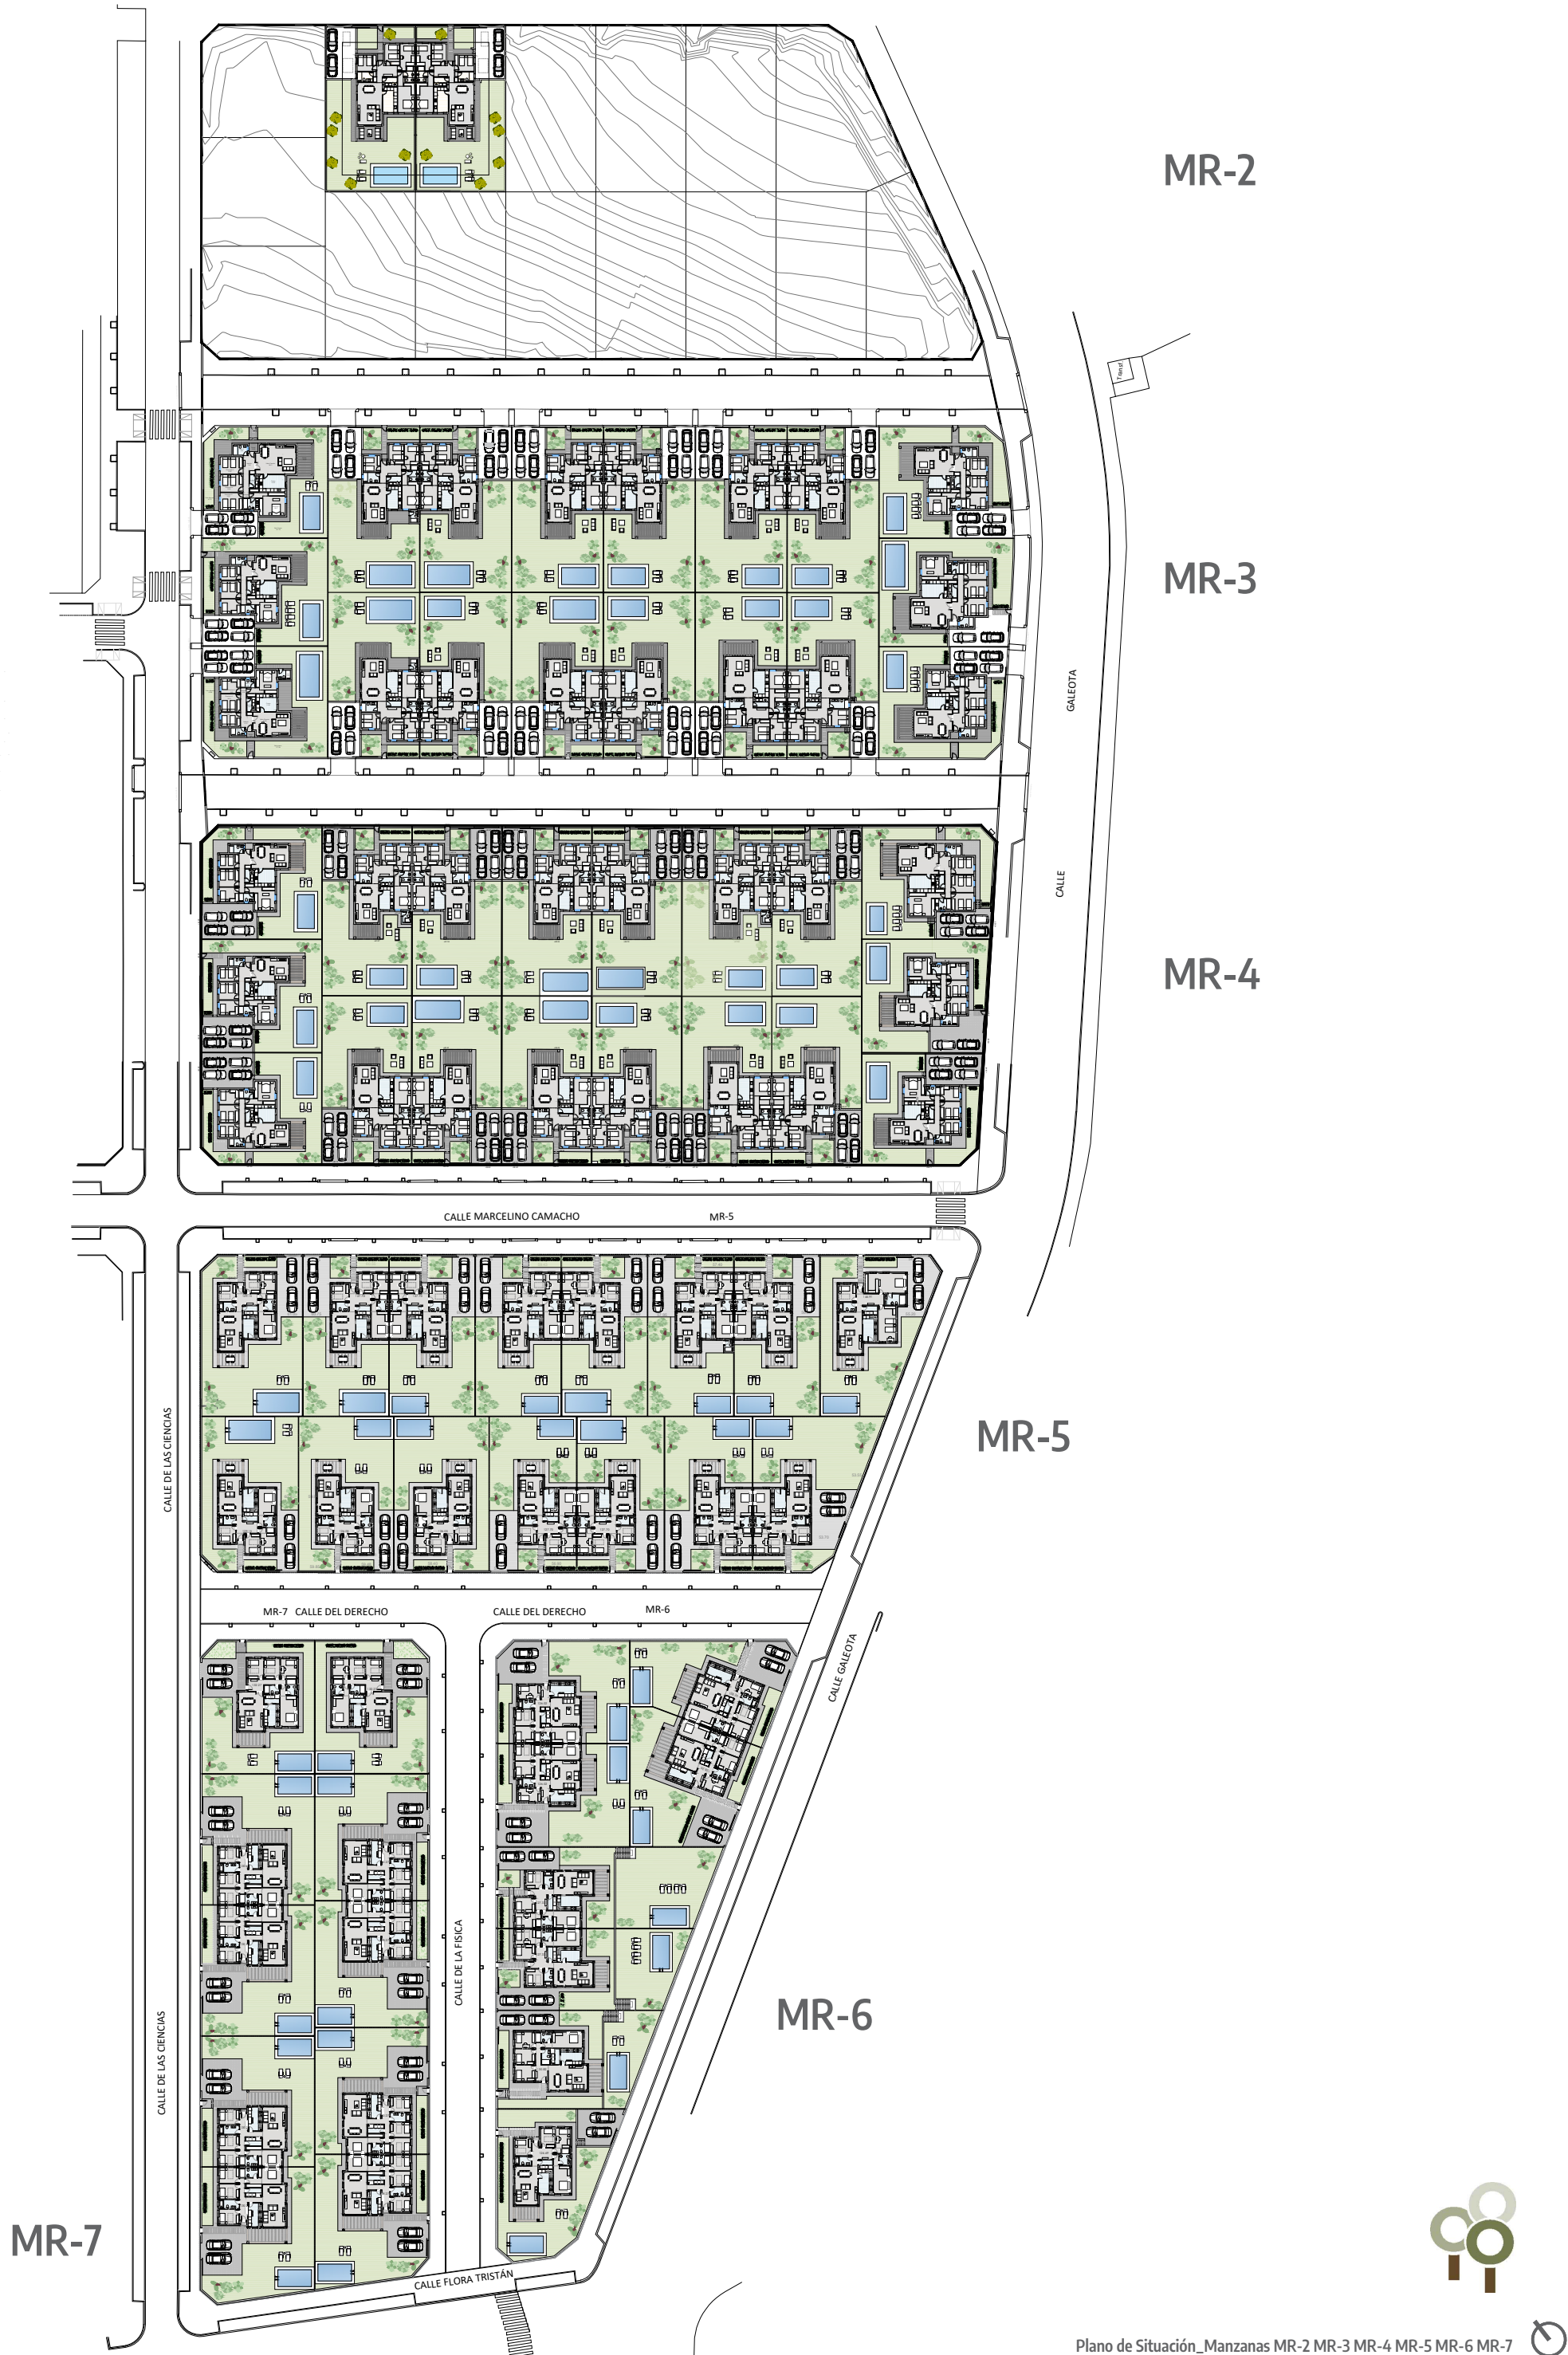 MR-2
Transf.
MR-3
GALEOTA
CALLE
MR-4
CALLE MARCELINO CAMACHO MR-5
CALLE DE LAS CIENCIAS
MR-5
MR-7 CALLE DEL DERECHO
CALLE DEL DERECHO MR-6
CALLE GALEOTA
CALLE DE LA FISICA
CALLE DE LAS CIENCIAS
MR-6
MR-7
CALLE FLORA TRISTÁN
Plano de Situación_Manzanas MR-2 MR-3 MR-4 MR-5 MR-6 MR-7